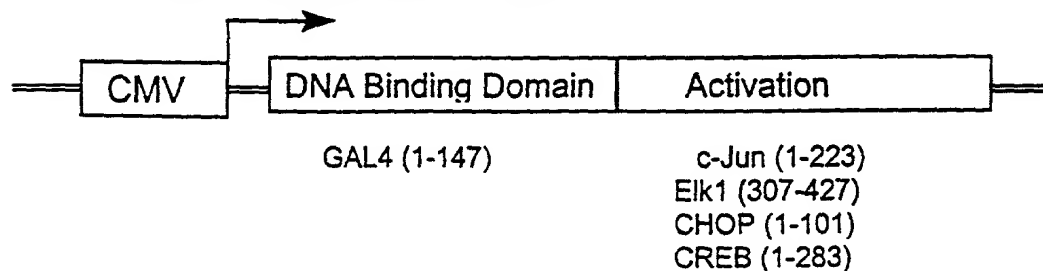 CMV DNA Binding Domain Activation
GAL4 (1-147) c-Jun (1-223)
Elk1 (307-427)
CHOP (1-101)
CREB (1-283)